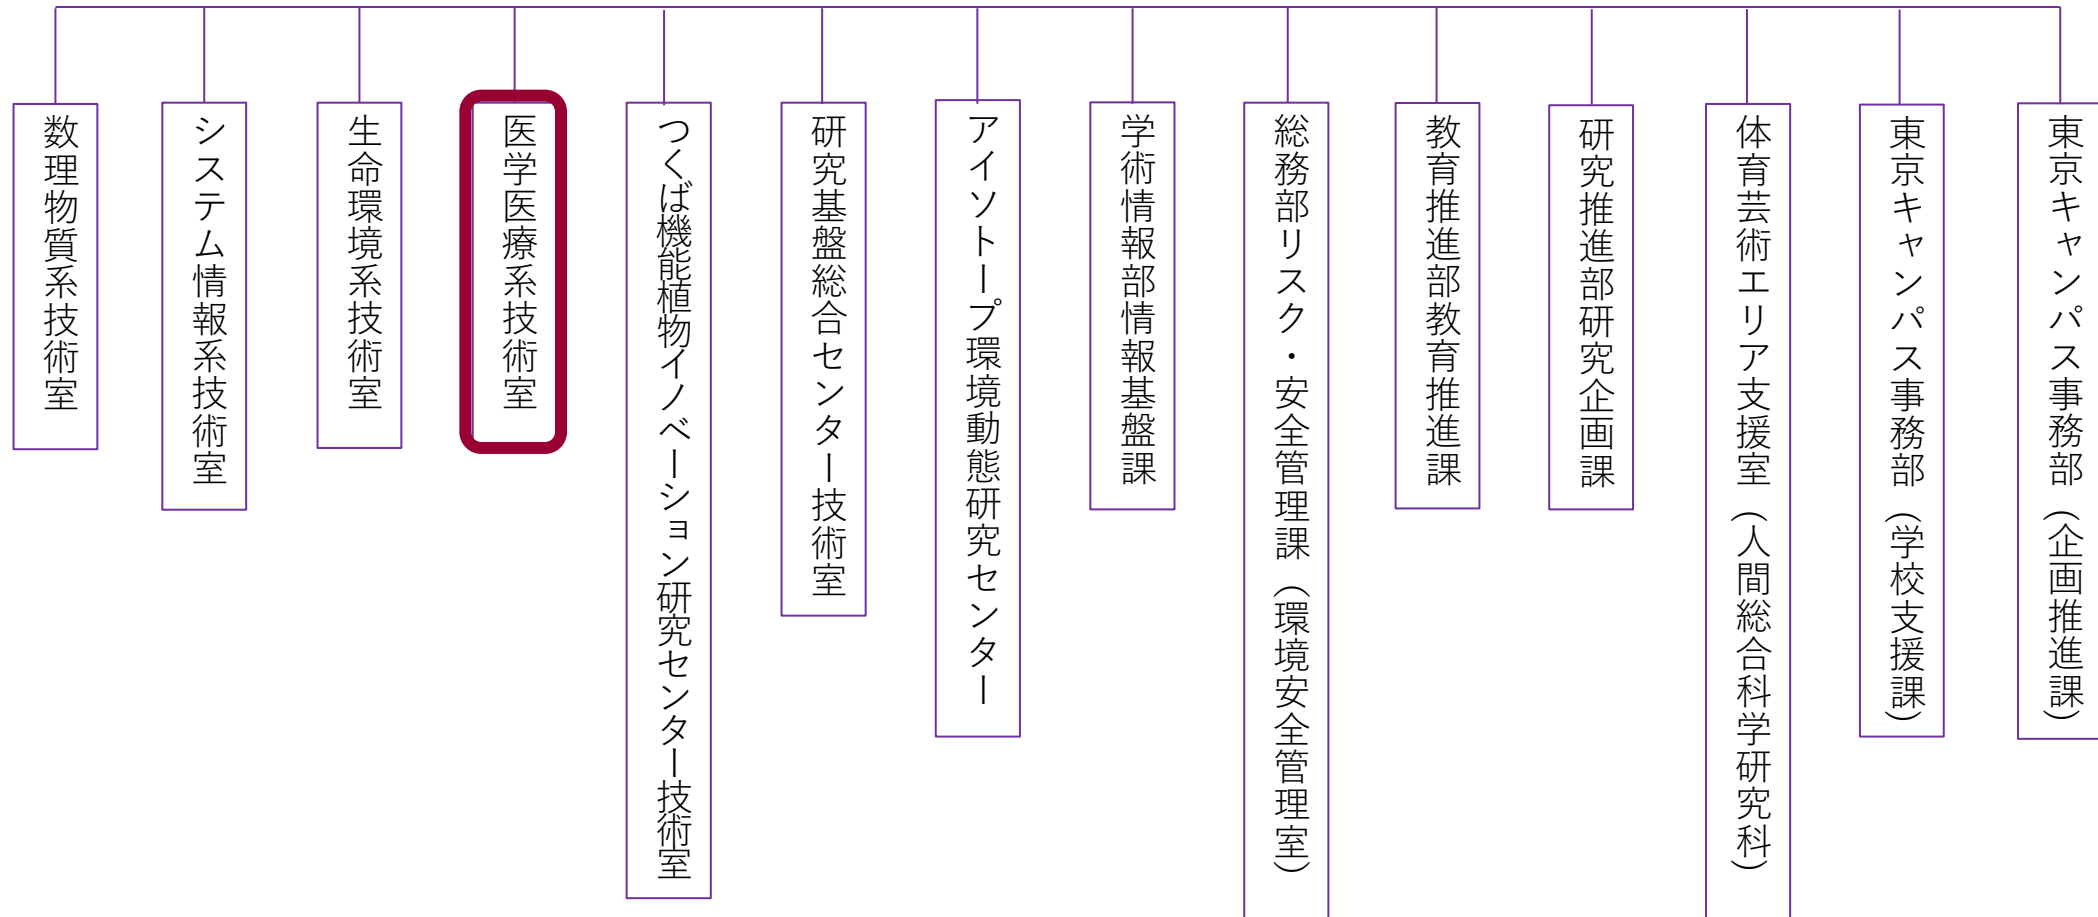 数理物質系技術室
システム情報系技術室
生命環境系技術室
医学医療系技術室
つくば機能植物イノベーション研究センター技術室
研究基盤総合センター技術室
アイソトープ環境動態研究センター
学術情報部情報基盤課
総務部リスク・安全管理課（環境安全管理室）
教育推進部教育推進課
研究推進部研究企画課
体育芸術エリア支援室（人間総合科学研究科）
東京キャンパス事務部（学校支援課）
東京キャンパス事務部（企画推進課）